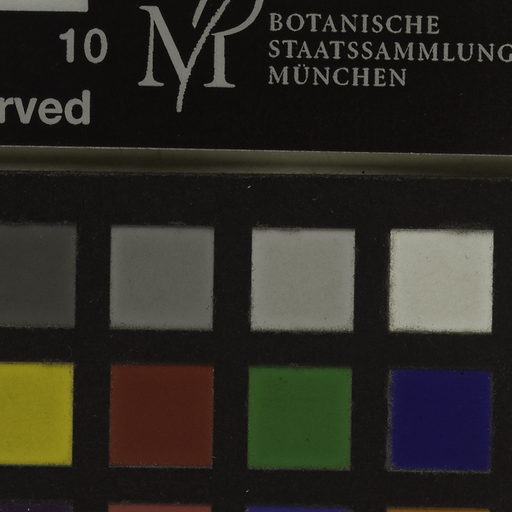 10
M
BOTANISCHE
STAATSSAMMLUNG
MÜNCHEN
rved